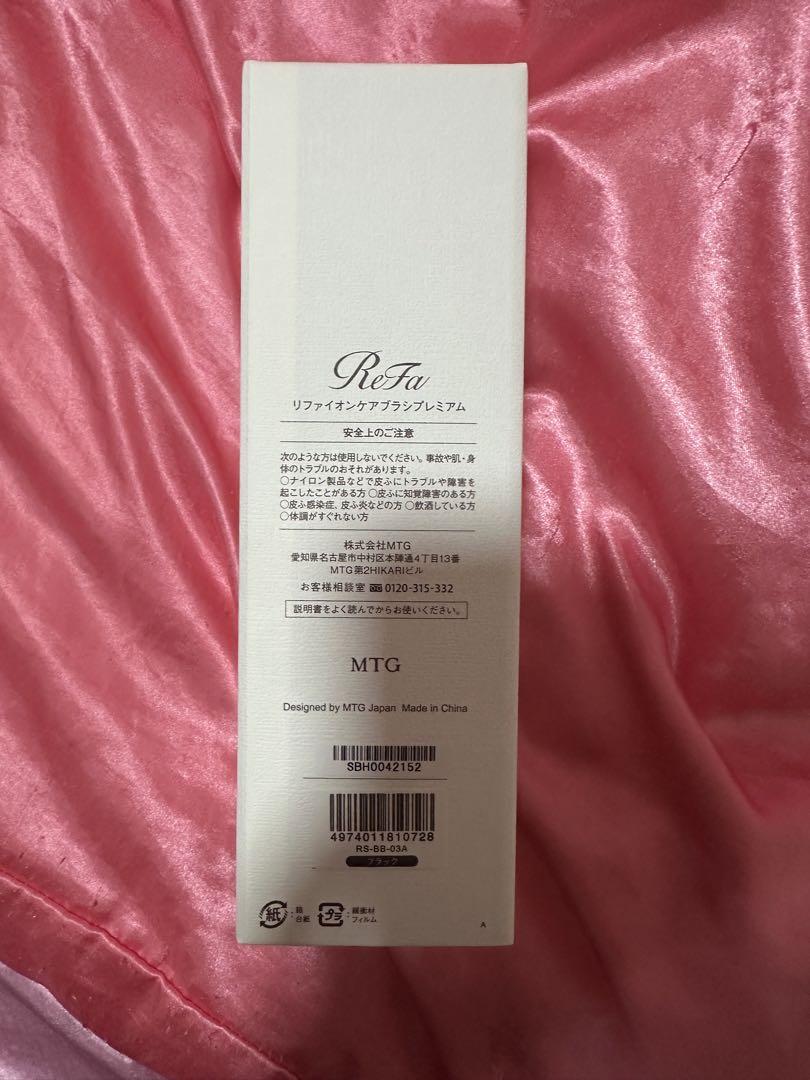 ReFa
リファイオンケアブラシプレミアム
安全上のご注意
次のような方は使用しないでください。事故や肌・身
体のトラブルのおそれがあります。
○ナイロン製品などで皮ふにトラブルや障害を
起こしたことがある方 ○皮ふに知覚障害のある方
○皮ふ感染症、皮ふ炎などの方 ○飲酒している方
○体調がすぐれない方
株式会社MTG
愛知県名古屋市中村区本陣通4丁目13番
MTG第2HIKARIビル
お客様相談室 0120-315-332
説明書をよく読んでからお使いください。
MTG
Designed by MTG Japan Made in China
SBH0042152
4974011810728
RS-BB-03A
ブラック
紙 : 箱
台紙
プラ : 緩衝材
フィルム
A